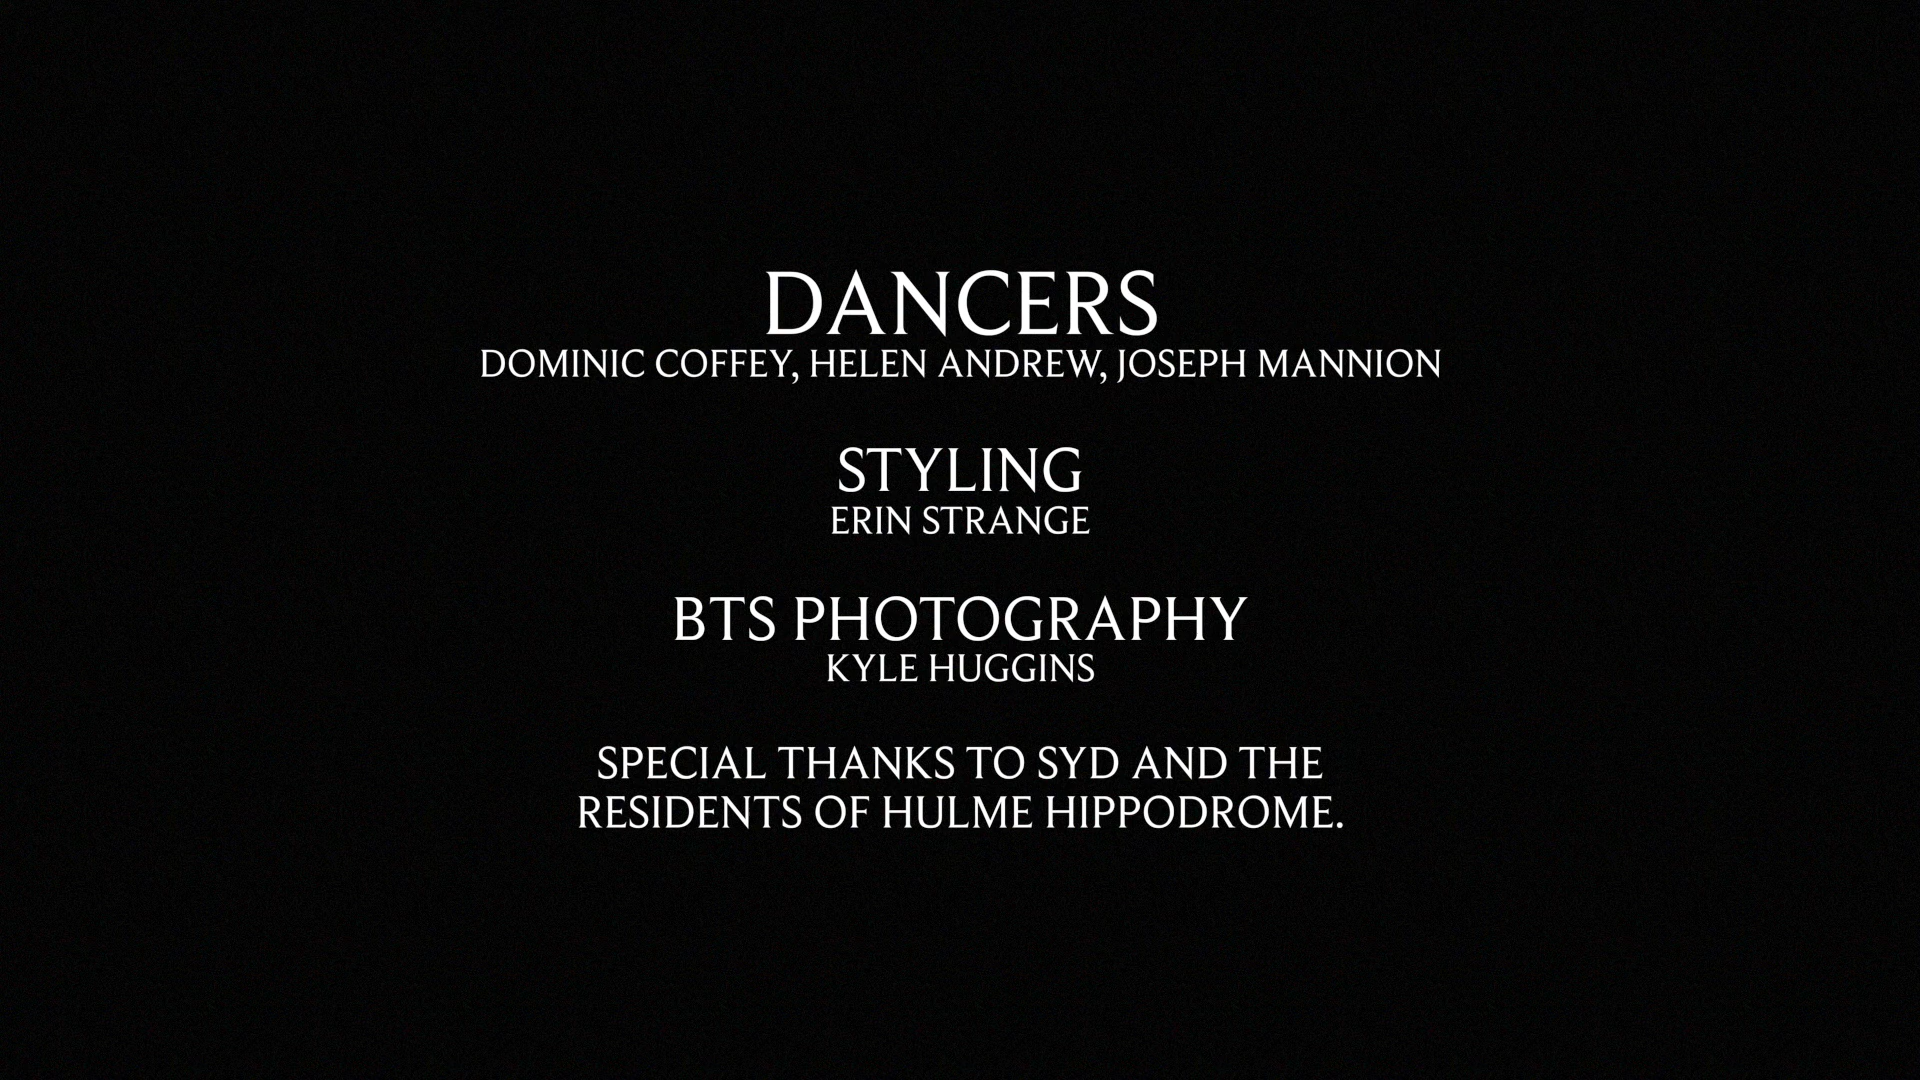 DANCERS
DOMINIC COFFEY, HELEN ANDREW, JOSEPH MANNION
STYLING
ERIN STRANGE
BTS PHOTOGRAPHY
KYLE HUGGINS
SPECIAL THANKS TO SYD AND THE
RESIDENTS OF HULME HIPPODROME.